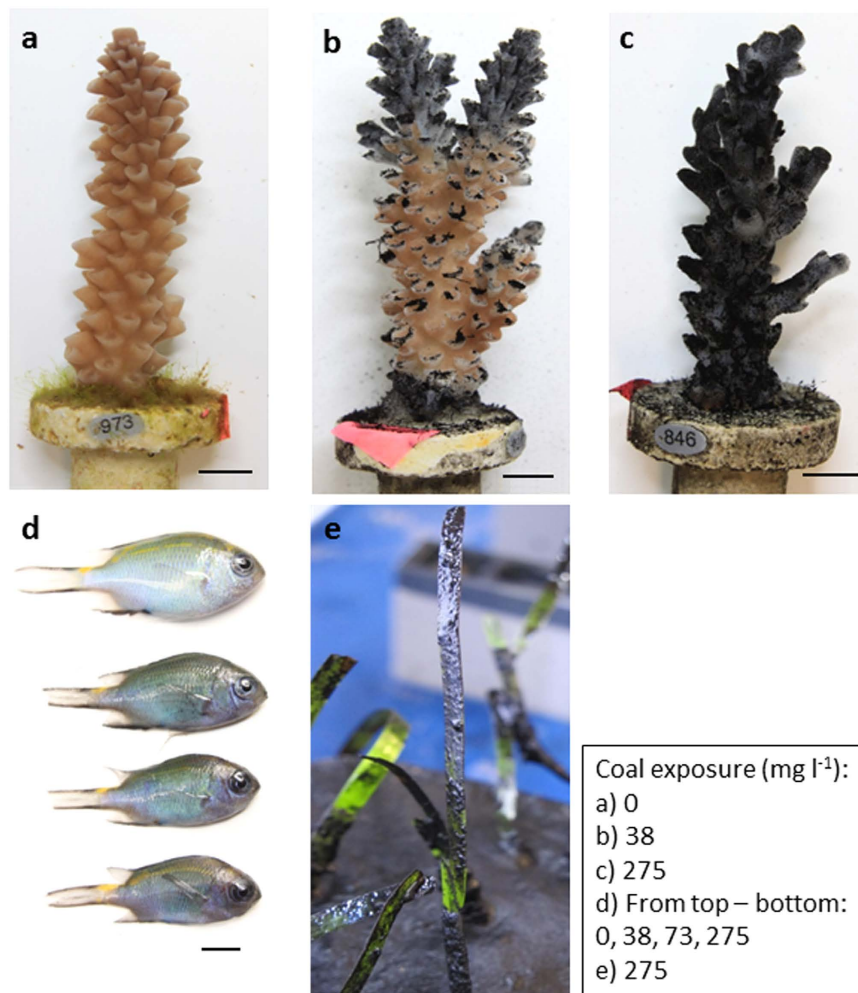 a
b
c
973
846
d
e
Coal exposure (mg l⁻¹):
a) 0
b) 38
c) 275
d) From top – bottom:
0, 38, 73, 275
e) 275